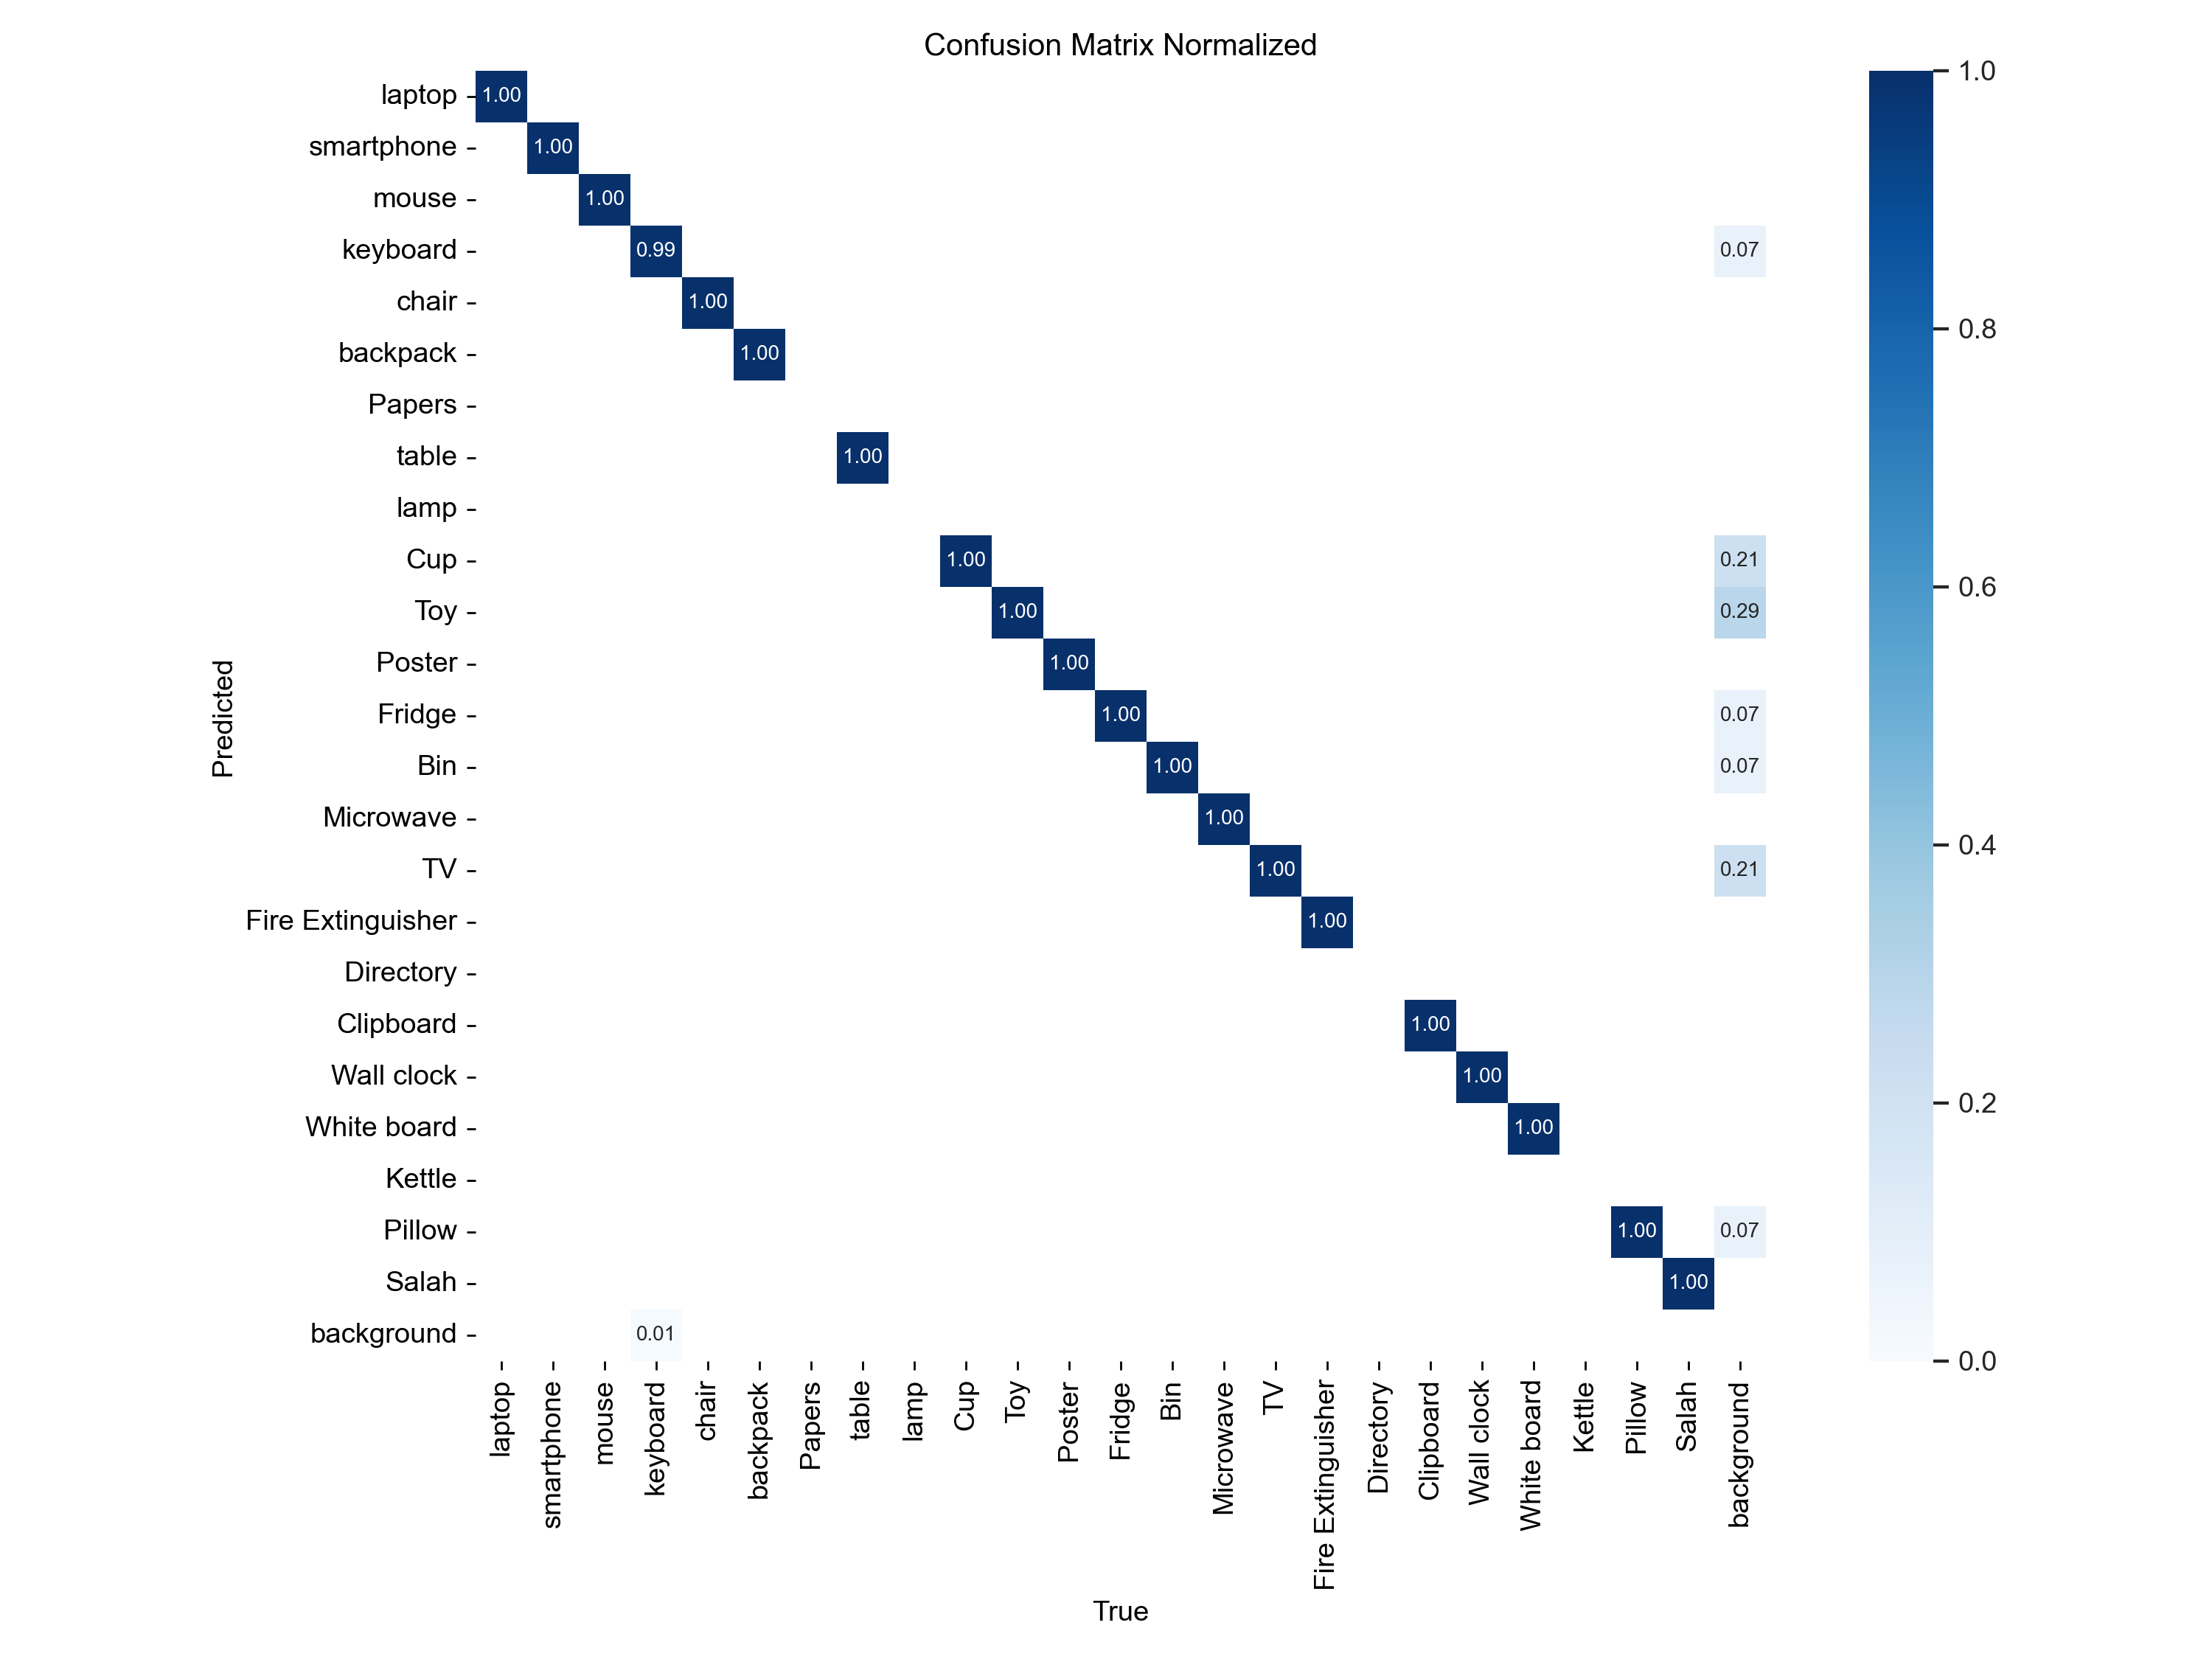 Confusion Matrix Normalized
laptop 1.00 1.0
smartphone 1.00
mouse 1.00
keyboard 0.99 0.07
chair 1.00
backpack 1.00 0.8
Papers
table 1.00
lamp
Cup 1.00 0.21
0.6
Toy 1.00 0.29
Poster 1.00
Fridge 1.00 0.07
Bin 1.00 0.07
Microwave 1.00
0.4
TV 1.00 0.21
Fire Extinguisher 1.00
Directory
Clipboard 1.00
Wall clock 1.00
0.2
White board 1.00
Kettle
Pillow 1.00 0.07
Salah 1.00
background 0.01
0.0
Predicted
laptop
smartphone
mouse
keyboard
chair
backpack
Papers
table
lamp
Cup
Toy
Poster
Fridge
Bin
Microwave
TV
Fire Extinguisher
Directory
Clipboard
Wall clock
White board
Kettle
Pillow
Salah
background
True